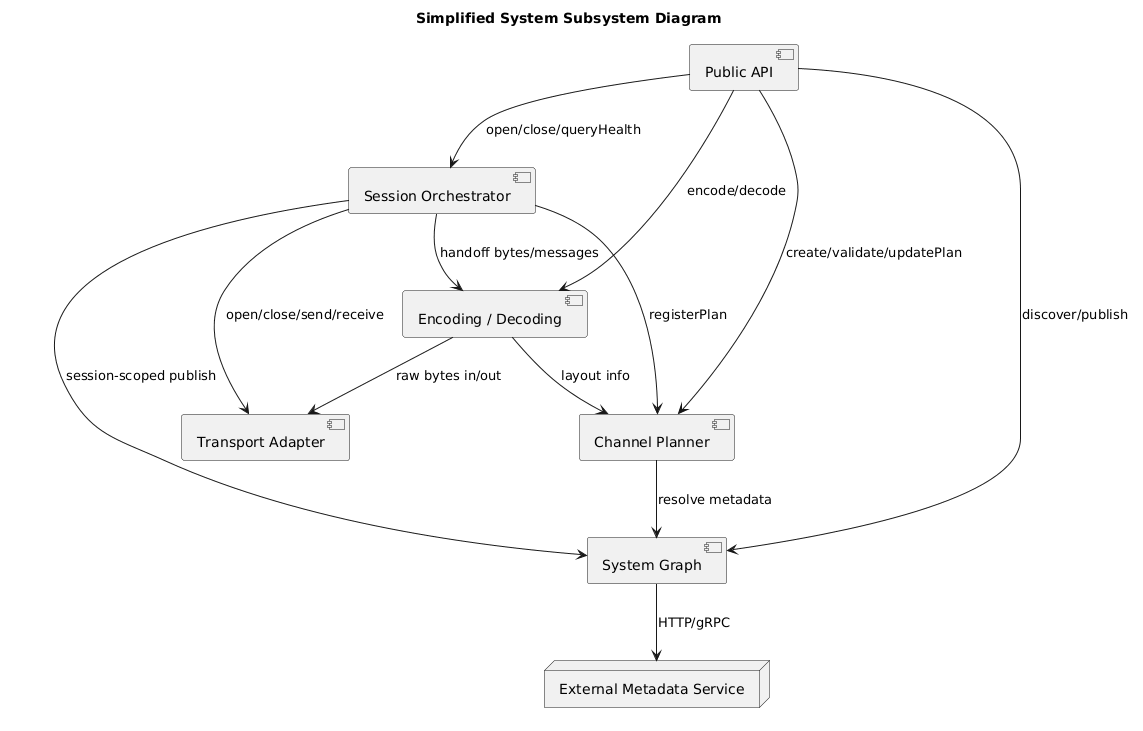 Simplified System Subsystem Diagram
Public API
open/close/queryHealth
Session Orchestrator
encode/decode
handoff bytes/messages
create/validate/updatePlan
Encoding / Decoding
open/close/send/receive
registerPlan
discover/publish
session-scoped publish
raw bytes in/out
layout info
Transport Adapter
Channel Planner
resolve metadata
System Graph
HTTP/gRPC
External Metadata Service